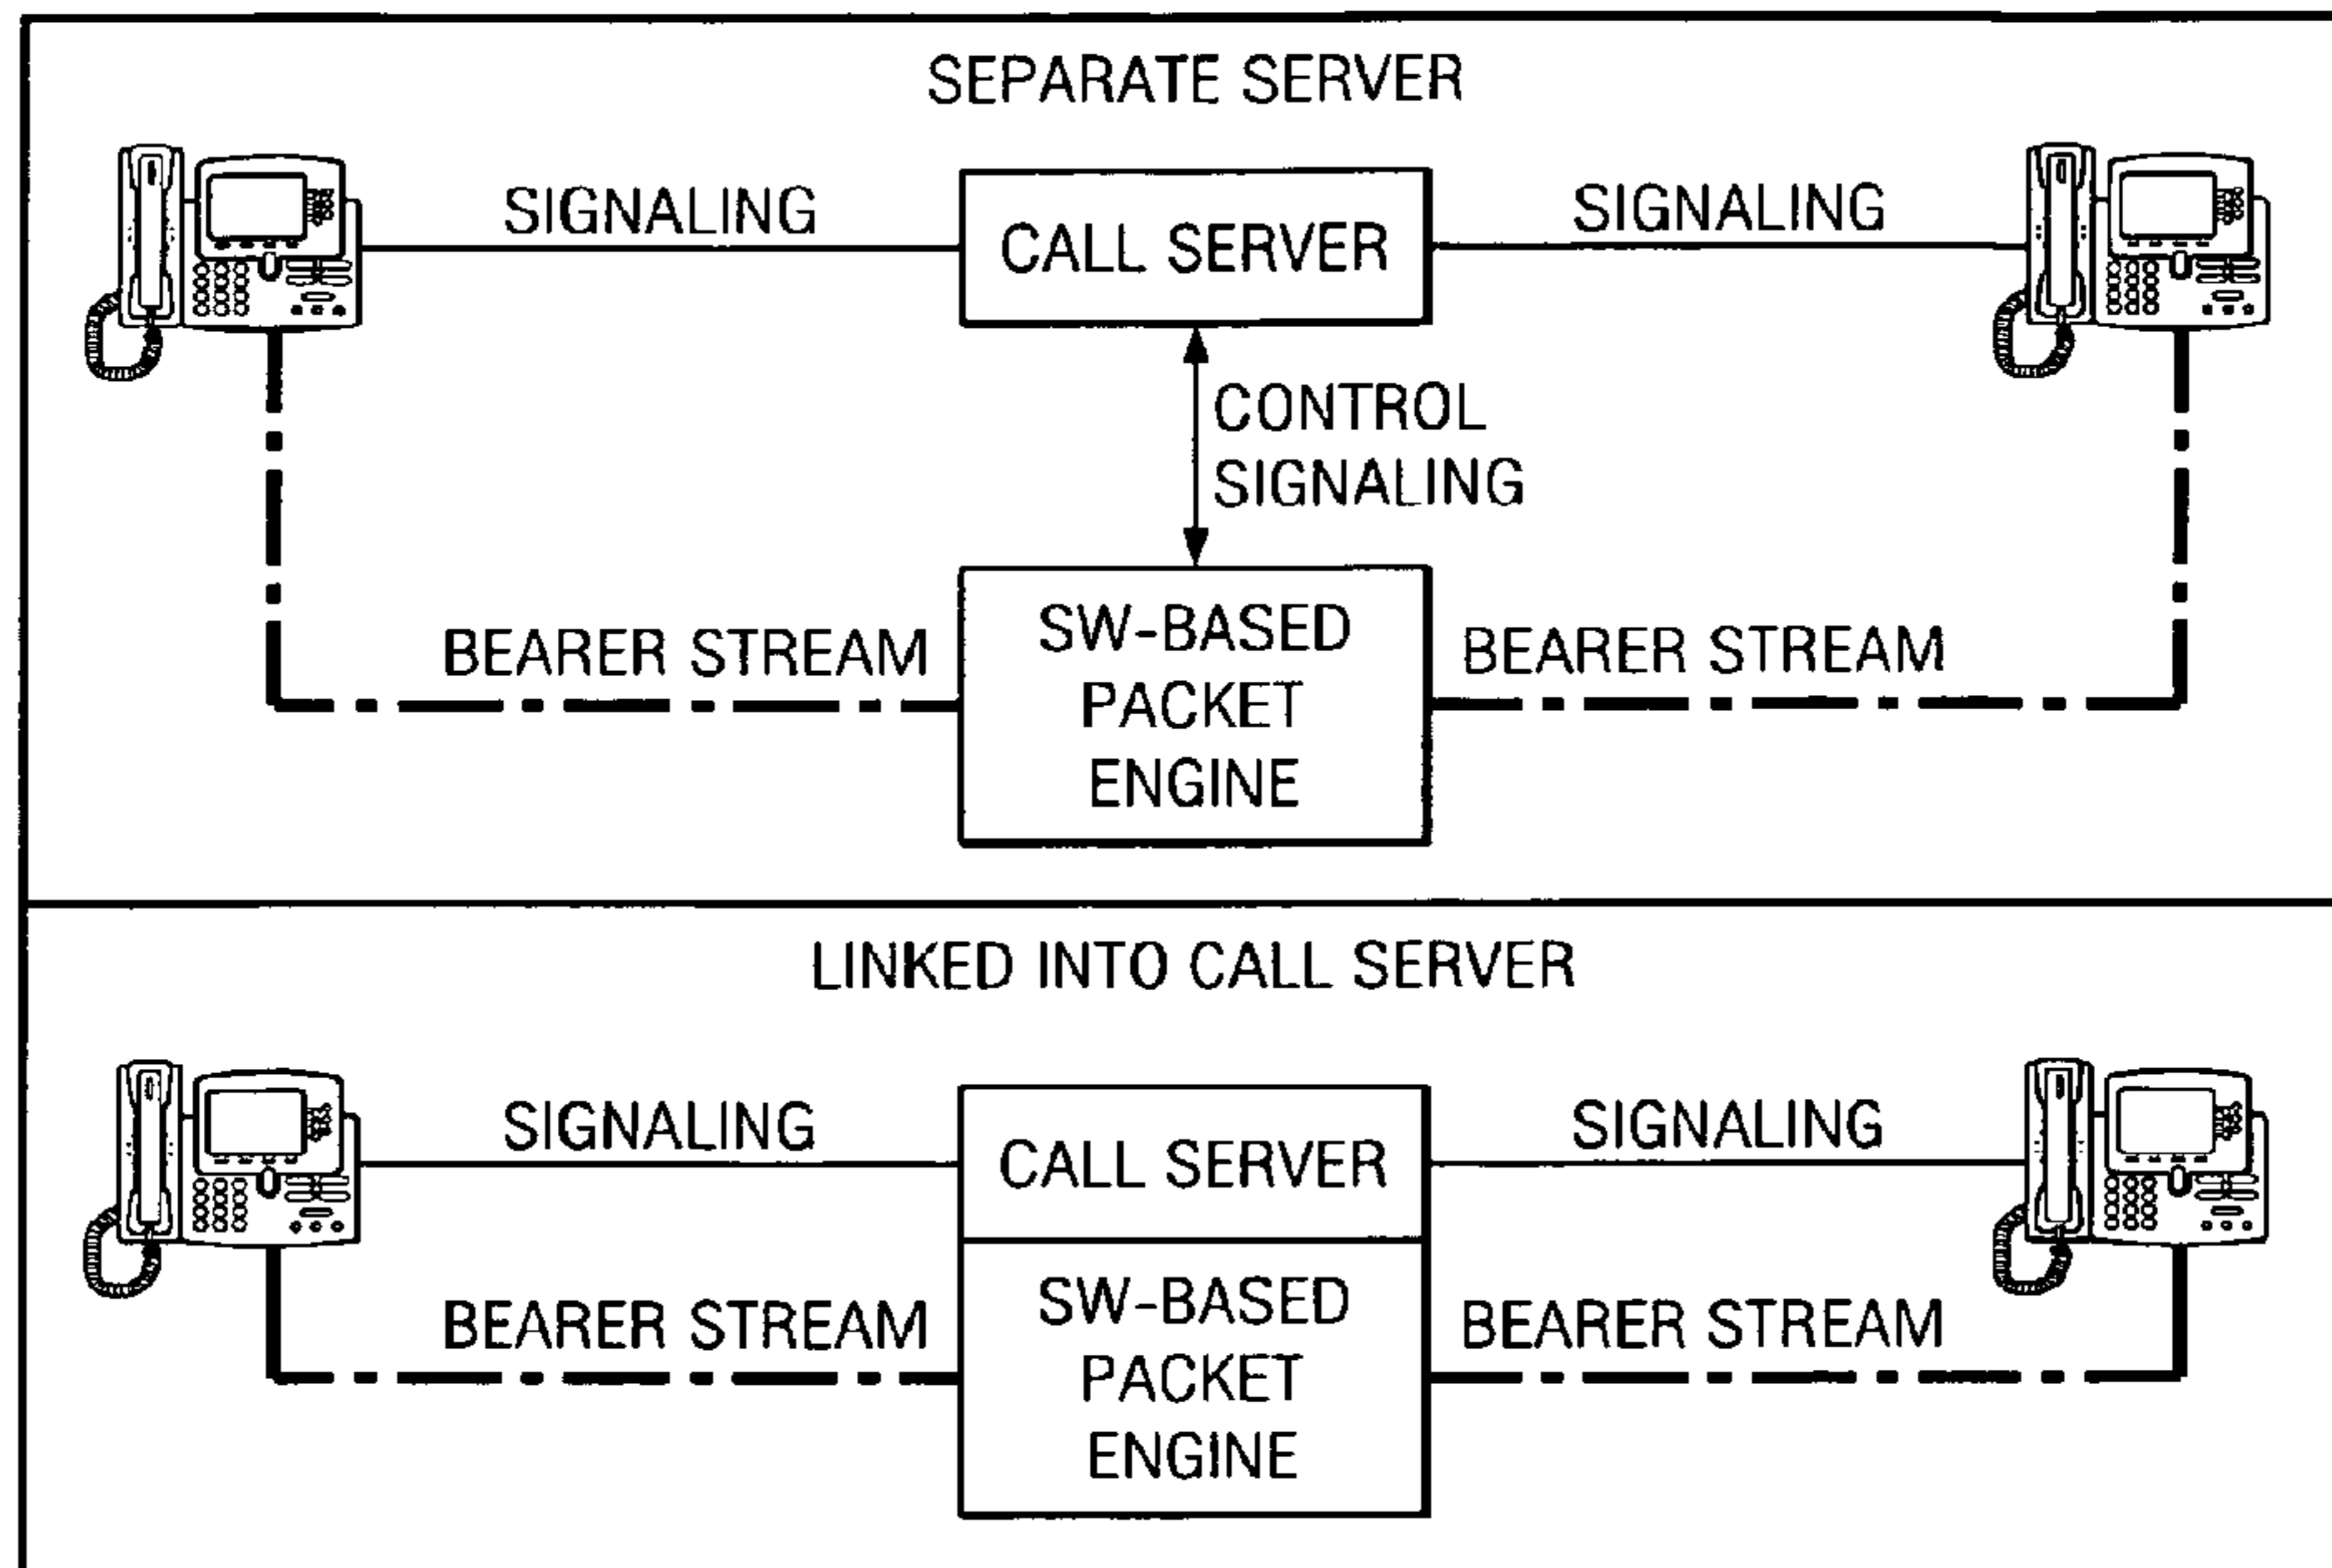 SEPARATE SERVER
SIGNALING
CALL SERVER
SIGNALING
CONTROL
SIGNALING
BEARER STREAM
SW-BASED
PACKET
ENGINE
BEARER STREAM
LINKED INTO CALL SERVER
SIGNALING
CALL SERVER
SIGNALING
BEARER STREAM
SW-BASED
PACKET
ENGINE
BEARER STREAM